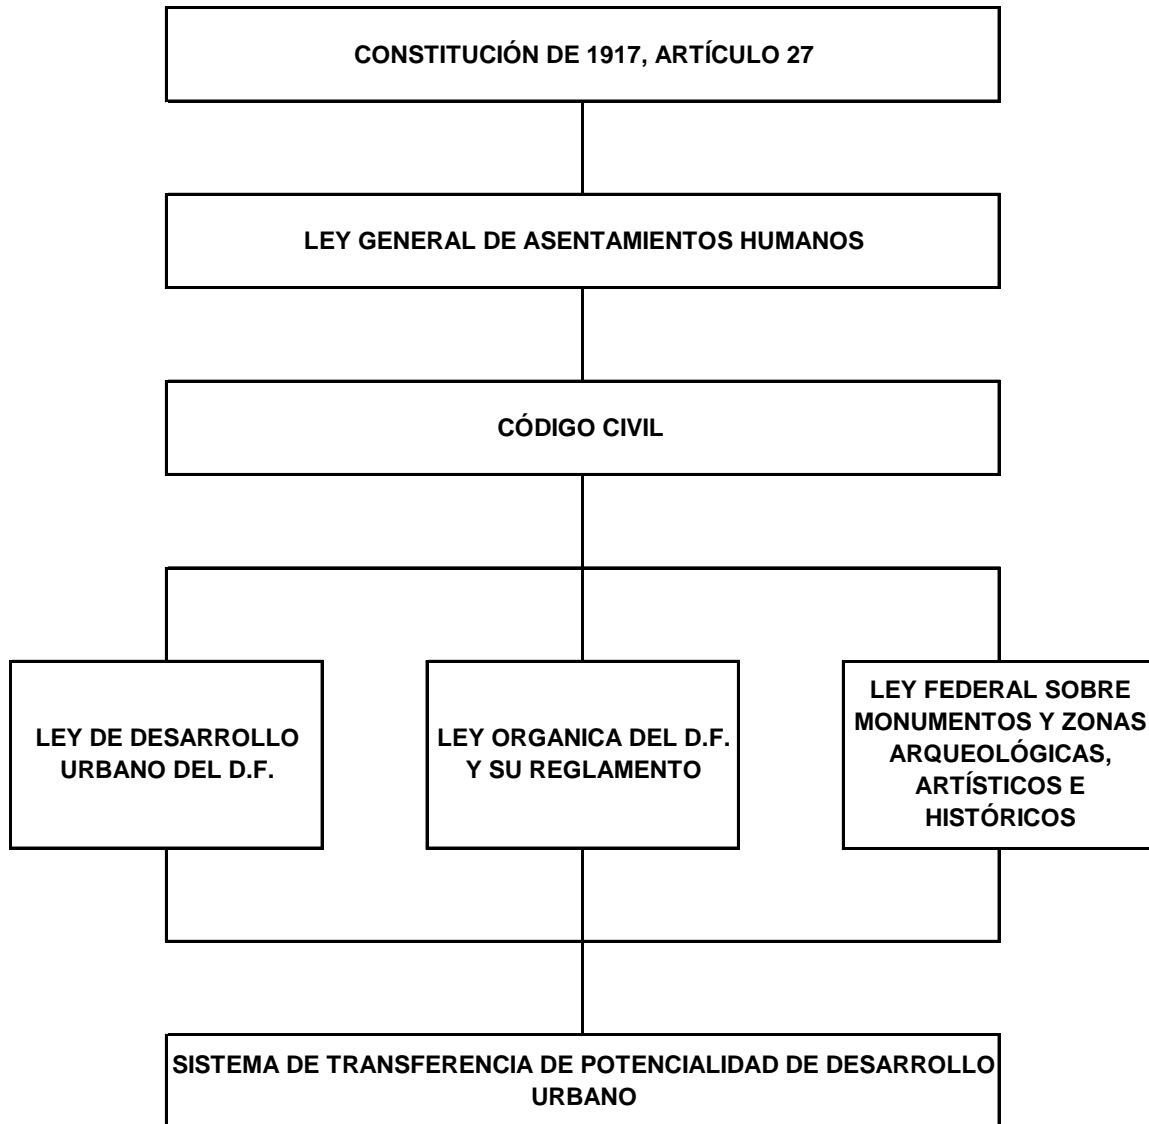 CONSTITUCIÓN DE 1917, ARTÍCULO 27
LEY GENERAL DE ASENTAMIENTOS HUMANOS
CÓDIGO CIVIL
LEY DE DESARROLLO
URBANO DEL D.F.
LEY ORGANICA DEL D.F.
Y SU REGLAMENTO
LEY FEDERAL SOBRE
MONUMENTOS Y ZONAS
ARQUEOLÓGICAS,
ARTÍSTICOS E
HISTÓRICOS
SISTEMA DE TRANSFERENCIA DE POTENCIALIDAD DE DESARROLLO
URBANO